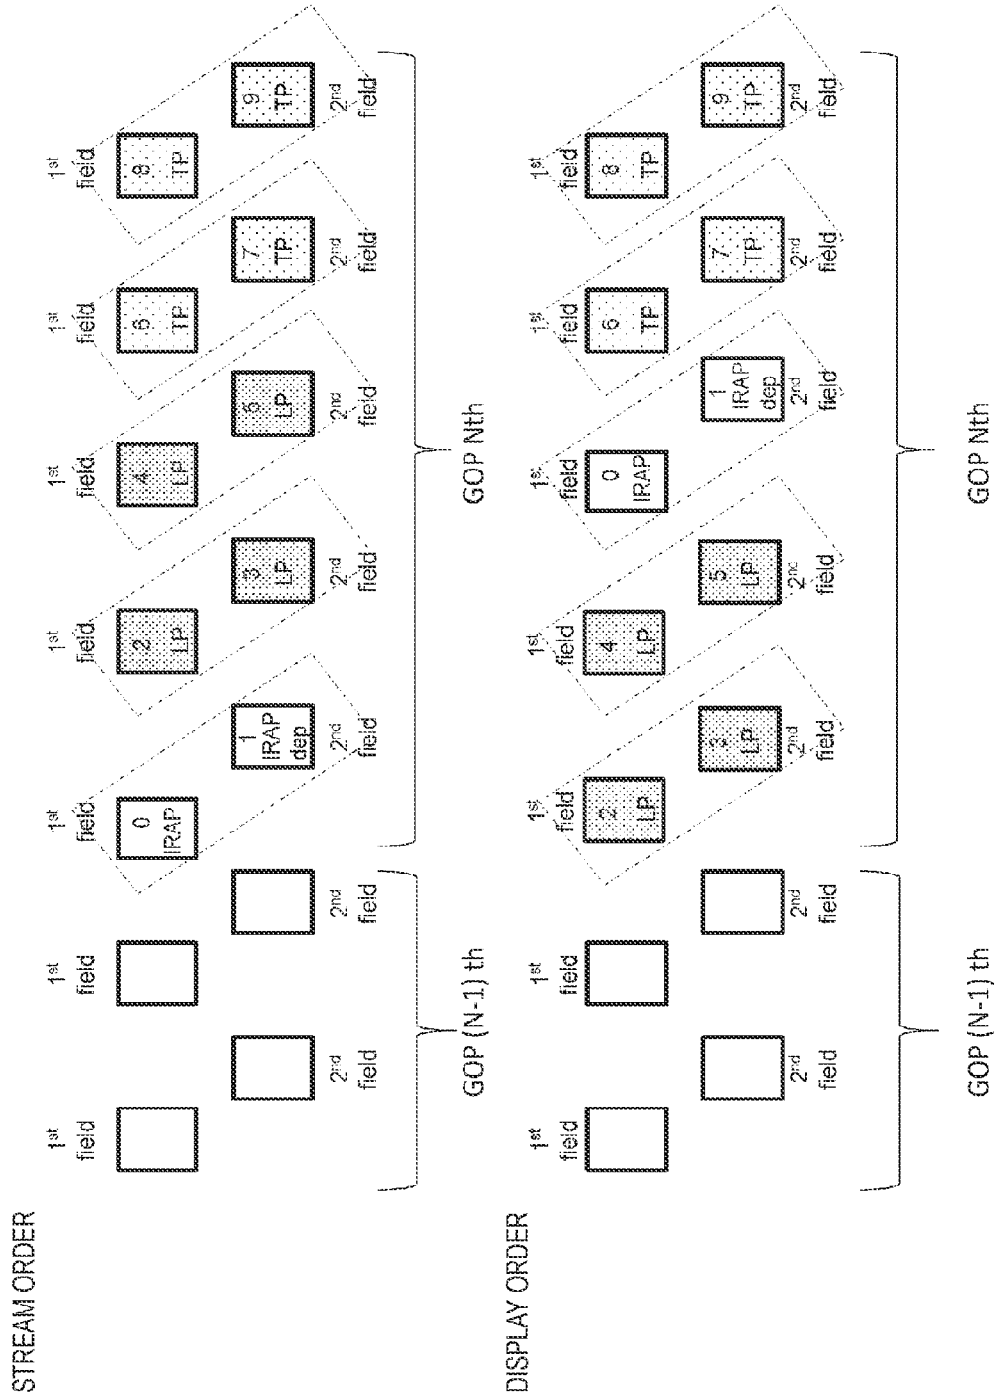 STREAM ORDER
1st field
1st field
1st field
1st field
1st field
1st field
1st field
0
IRAP
2
LP
4
LP
6
TP
8
TP
1
IRAP
dep
3
LP
5
LP
7
TP
9
TP
2nd field
2nd field
2nd field
2nd field
2nd field
2nd field
2nd field
GOP (N-1) th
GOP Nth
DISPLAY ORDER
1st field
1st field
1st field
1st field
1st field
1st field
1st field
2
LP
4
LP
0
IRAP
6
TP
8
TP
3
LP
5
LP
1
IRAP
dep
7
TP
9
TP
2nd field
2nd field
2nd field
2nd field
2nd field
2nd field
2nd field
GOP (N-1) th
GOP Nth